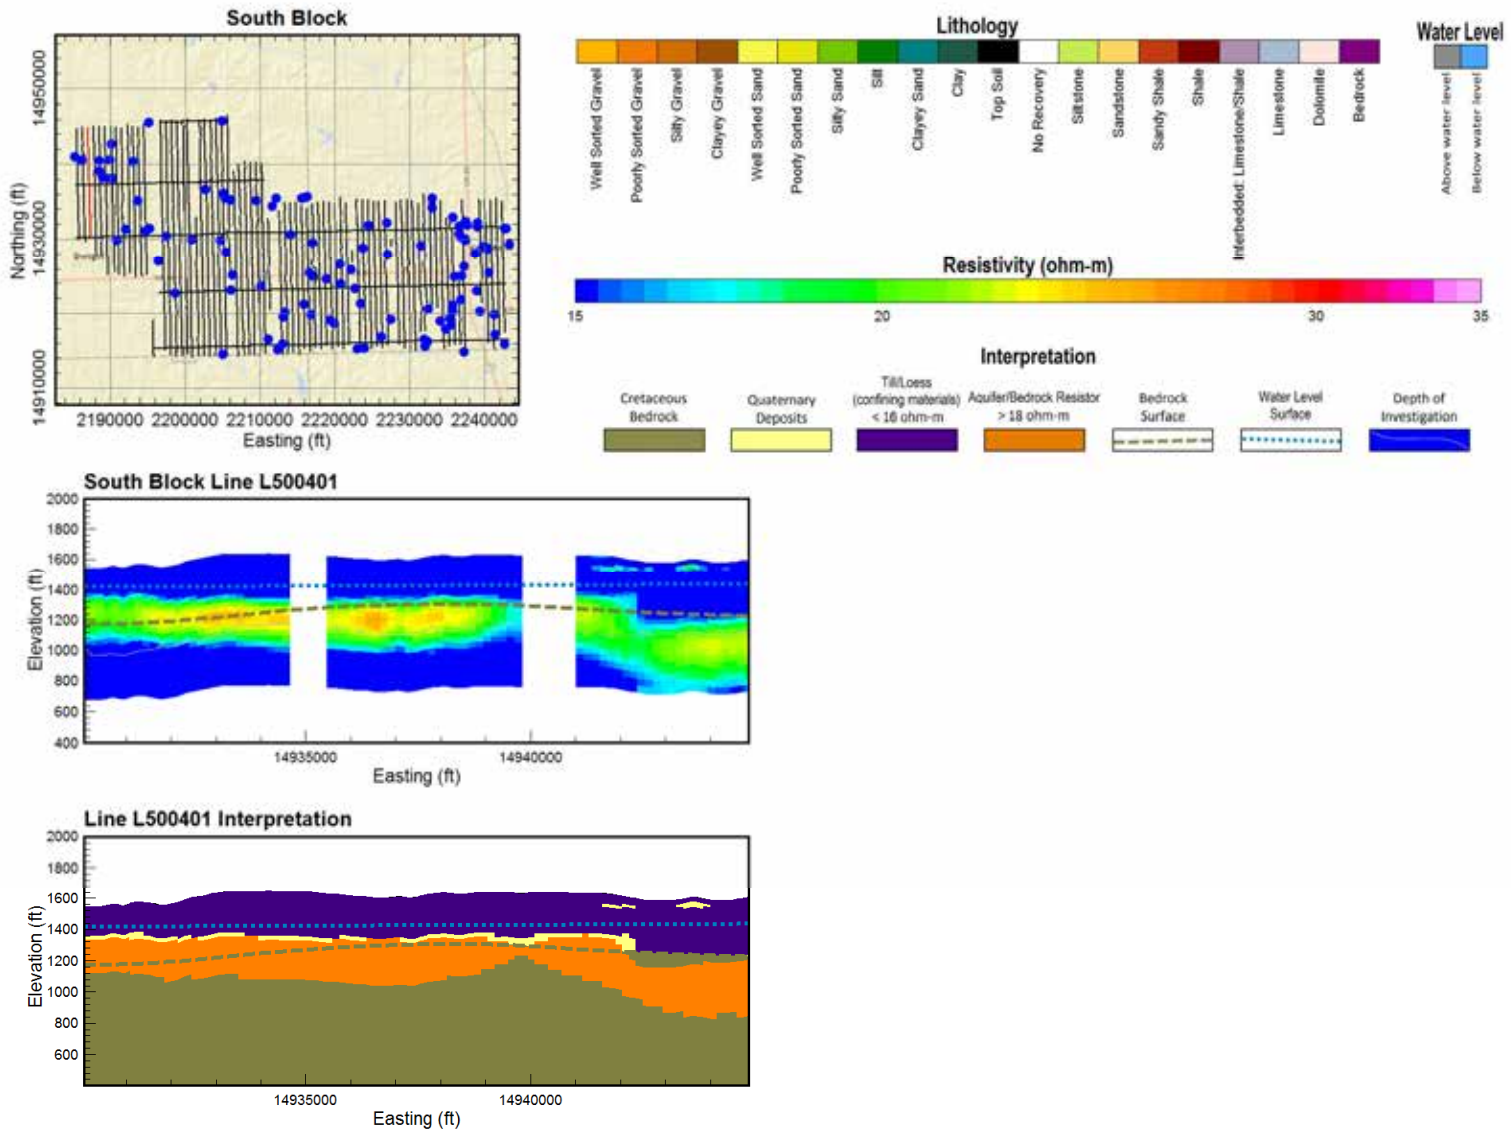 South Block
Northing (ft)
14950000
14930000
14910000
2190000 2200000 2210000 2220000 2230000 2240000
Easting (ft)
Lithology
Well Sorted Gravel
Poorly Sorted Gravel
Silty Gravel
Clayey Gravel
Well Sorted Sand
Poorly Sorted Sand
Silty Sand
Silt
Clayey Sand
Clay
Top Soil
No Recovery
Siltstone
Sandstone
Sandy Shale
Shale
Interbedded: Limestone/Shale
Limestone
Dolomite
Bedrock
Water Level
Above water level
Below water level
Resistivity (ohm-m)
15 20 30 35
Interpretation
Cretaceous
Bedrock
Quaternary
Deposits
Till/Loess
(confining materials)
< 16 ohm-m
Aquifer/Bedrock Resistor
> 18 ohm-m
Bedrock
Surface
Water Level
Surface
Depth of
Investigation
South Block Line L500401
Elevation (ft)
2000
1800
1600
1400
1200
1000
800
600
400
14935000 14940000
Easting (ft)
Line L500401 Interpretation
Elevation (ft)
2000
1800
1600
1400
1200
1000
800
600
14935000 14940000
Easting (ft)